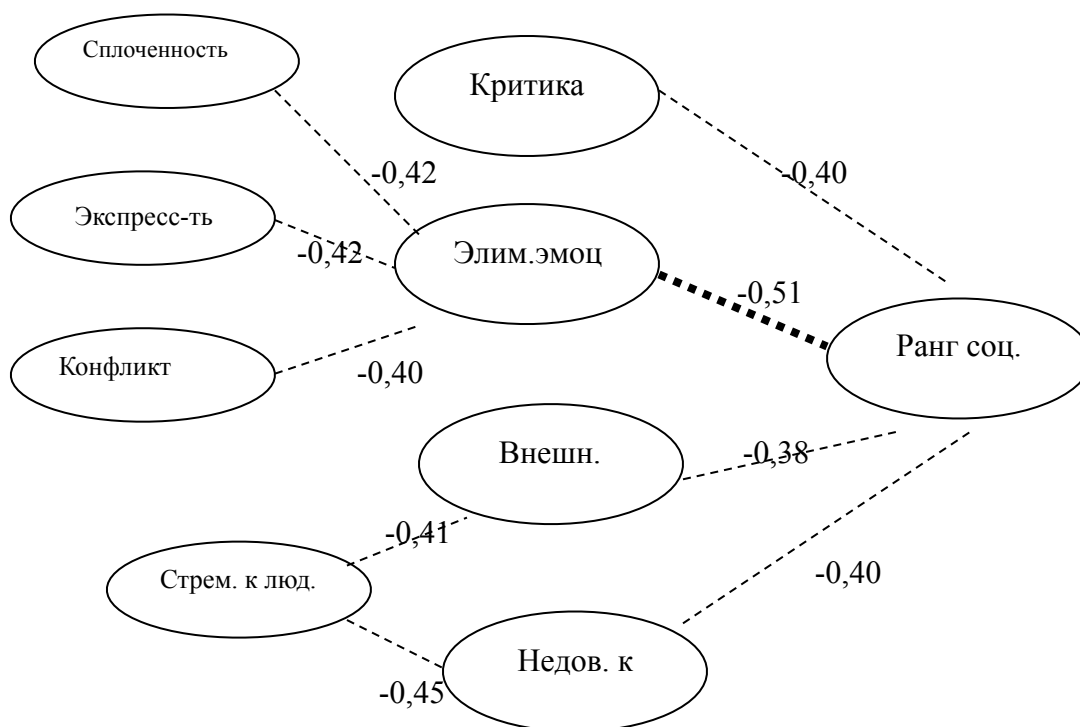 Сплоченность
Критика
-0,42
-0,40
Экспресс-ть
-0,42
Элим.эмоц
-0,51
Конфликт
-0,40
Ранг соц.
Внешн.
-0,38
-0,41
Стрем. к люд.
-0,40
Недов. к
-0,45